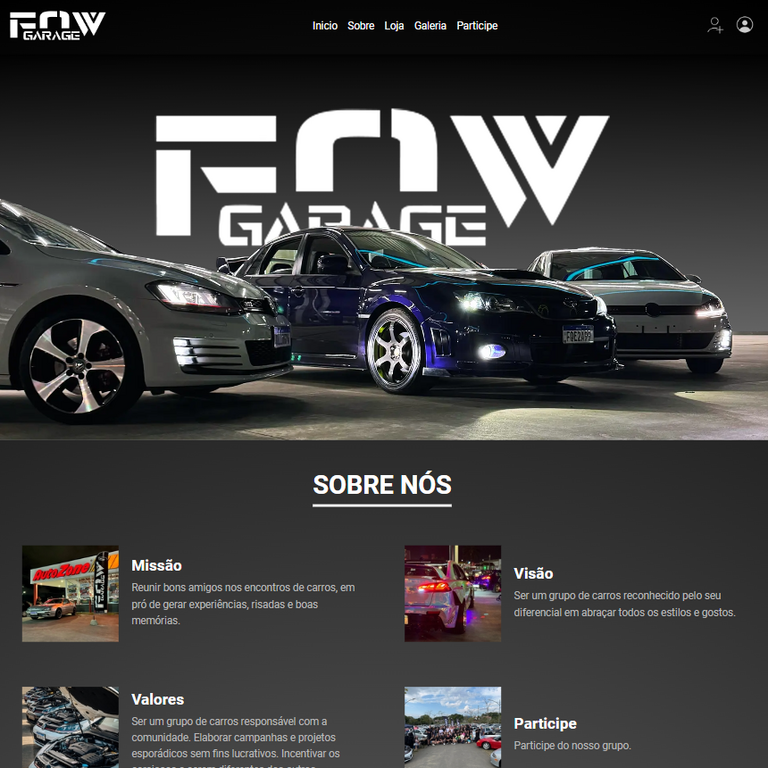 FOW
GARAGE
Inicio Sobre Loja Galeria Participe
FOW
GARAGE
SOBRE NÓS
AutoZone
Missão
Reunir bons amigos nos encontros de carros, em
pró de gerar experiências, risadas e boas
memórias.
Visão
Ser um grupo de carros reconhecido pelo seu
diferencial em abraçar todos os estilos e gostos.
Valores
Ser um grupo de carros responsável com a
comunidade. Elaborar campanhas e projetos
esporádicos sem fins lucrativos. Incentivar os
Participe
Participe do nosso grupo.